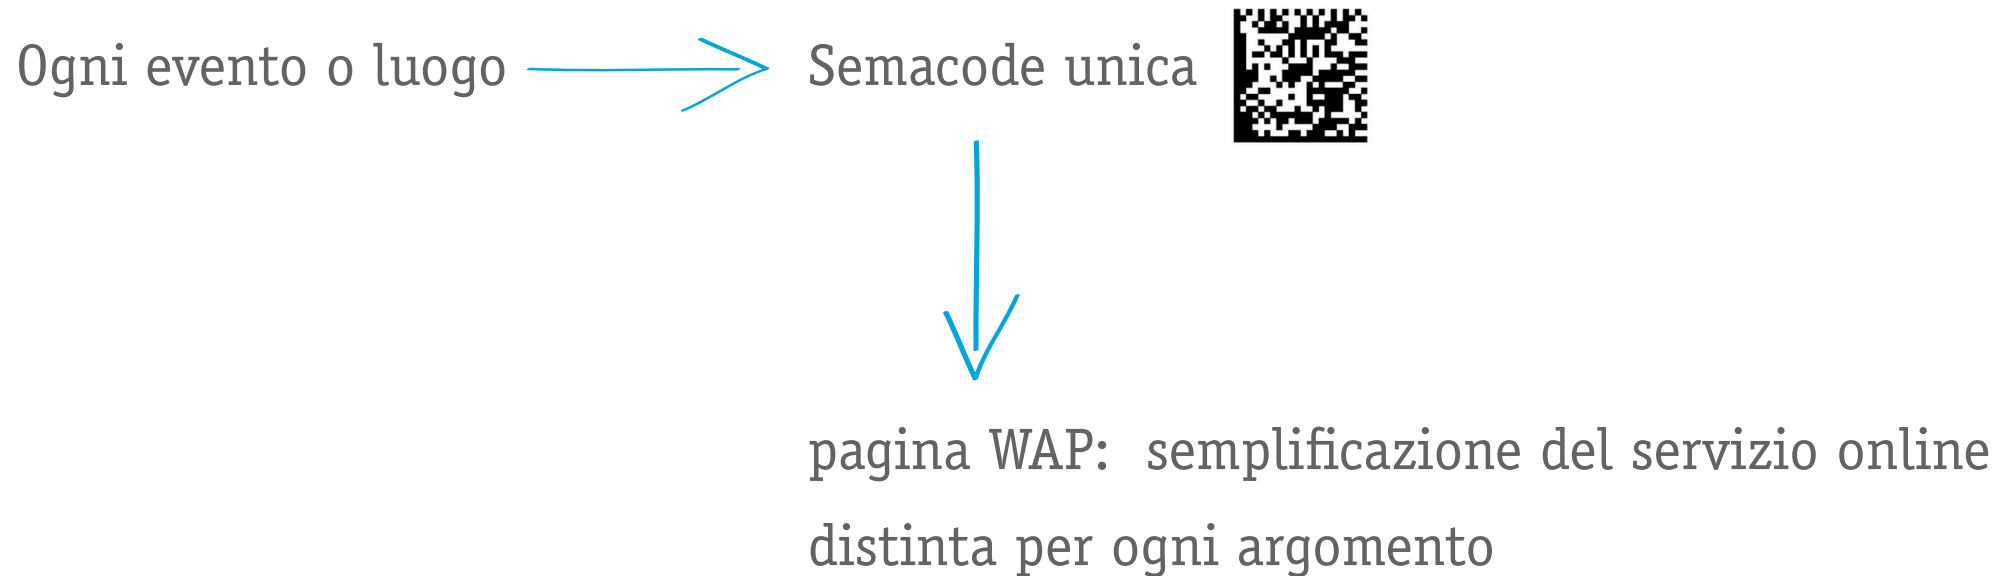 Ogni evento o luogo
Semacode unica
pagina WAP: semplificazione del servizio online
distinta per ogni argomento